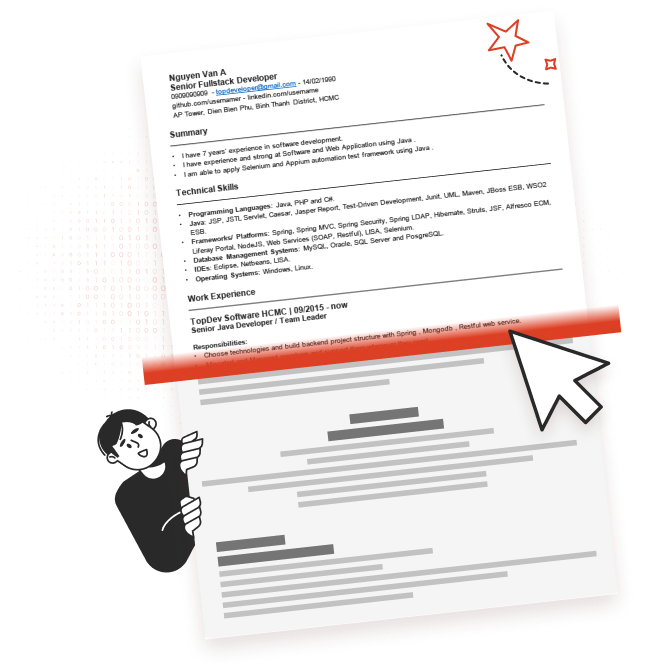 Nguyen Van A
Senior Fullstack Developer
0909090909 - topdeveloper@gmail.com - 14/02/1990
github.com/usernamer - linkedin.com/username
AP Tower, Dien Bien Phu, Binh Thanh District, HCMC
Summary
• I have 7 years' experience in software development.
• I have experience and strong at Software and Web Application using Java .
• I am able to apply Selenium and Appium automation test framework using Java .
Technical Skills
• Programming Languages: Java, PHP and C#.
• Java: JSP, JSTL Servlet, Caesar, Jasper Report, Test-Driven Development, Junit, UML, Maven, JBoss ESB, WSO2
ESB.
• Frameworks/ Platforms: Spring, Spring MVC, Spring Security, Spring LDAP, Hibernate, Struts, JSF, Alfresco ECM,
Liferay Portal, NodeJS, Web Services (SOAP, Restful), LISA, Selenium.
• Database Management Systems: MySQL, Oracle, SQL Server and PosgreSQL.
• IDEs: Eclipse, Netbeans, LISA.
• Operating Systems: Windows, Linux.
Work Experience
TopDev Software HCMC | 09/2015 - now
Senior Java Developer / Team Leader
Responsibilities:
• Choose technologies and build backend project structure with Spring , Mongodb , Restful web service.